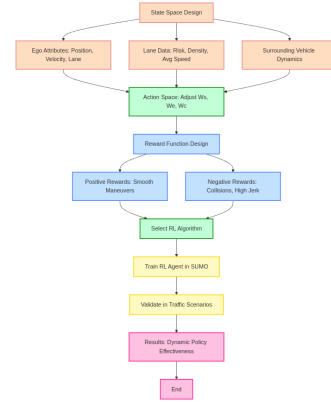 State Space Design
Ego Attributes: Position,
Velocity, Lane
Lane Data: Risk, Density,
Avg Speed
Surrounding Vehicle
Dynamics
Action Space: Adjust Ws,
We, Wc
Reward Function Design
Positive Rewards: Smooth
Maneuvers
Negative Rewards:
Collisions, High Jerk
Select RL Algorithm
Train RL Agent in SUMO
Validate in Traffic Scenarios
Results: Dynamic Policy
Effectiveness
End